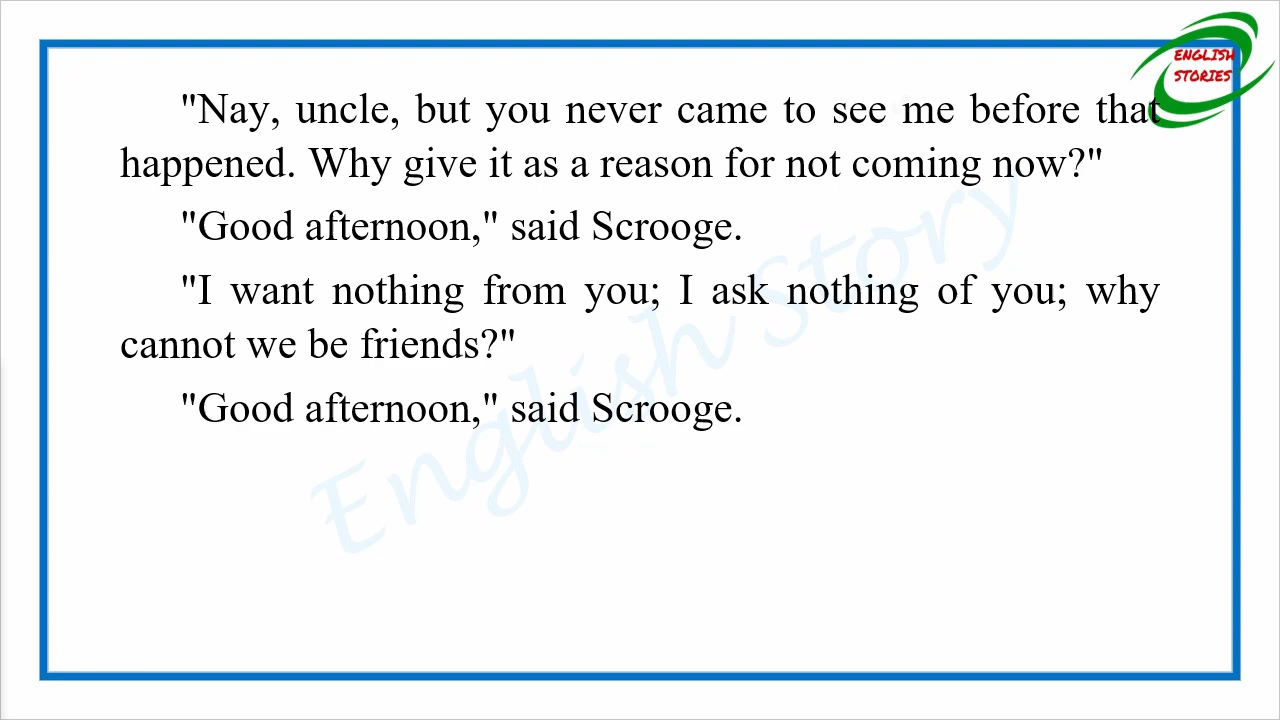 ENGLISH
STORIES
"Nay, uncle, but you never came to see me before that
happened. Why give it as a reason for not coming now?"
"Good afternoon," said Scrooge.
"I want nothing from you; I ask nothing of you; why
cannot we be friends?"
"Good afternoon," said Scrooge.
English Story